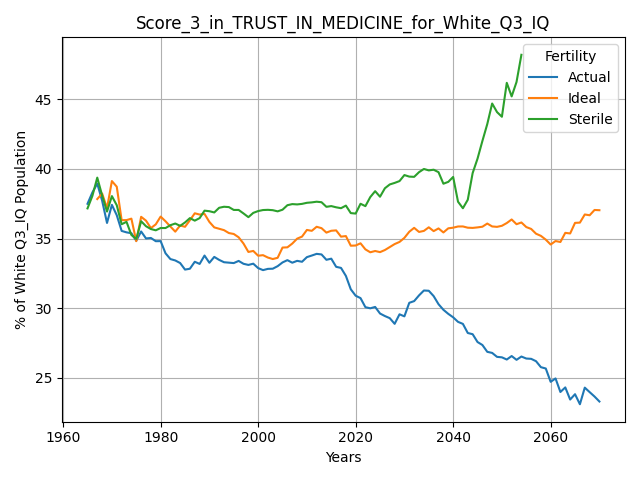 Score_3_in_TRUST_IN_MEDICINE_for_White_Q3_IQ
% of White Q3_IQ Population
45
40
35
30
25
1960
1980
2000
2020
2040
2060
Years
Fertility
Actual
Ideal
Sterile